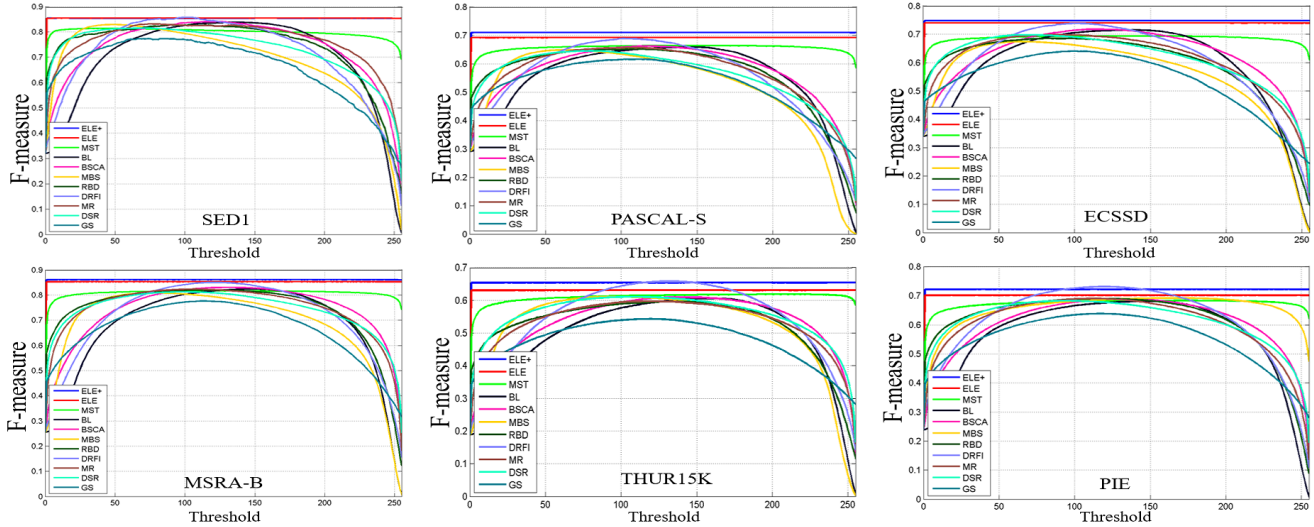 0.9
0.8
0.7
0.6
0.5
0.4
0.3
0.2
0.1
0
F-measure
ELE+
ELE
MST
BL
BSCA
MBS
RBD
DRFI
MR
DSR
GS
SED1
0 50 100 150 200 250
Threshold
0.8
0.7
0.6
0.5
0.4
0.3
0.2
0.1
0
F-measure
ELE+
ELE
MST
BL
BSCA
MBS
RBD
DRFI
MR
DSR
GS
PASCAL-S
0 50 100 150 200 250
Threshold
0.8
0.7
0.6
0.5
0.4
0.3
0.2
0.1
0
F-measure
ELE+
ELE
MST
BL
BSCA
MBS
RBD
DRFI
MR
DSR
GS
ECSSD
0 50 100 150 200 250
Threshold
0.9
0.8
0.7
0.6
0.5
0.4
0.3
0.2
0.1
0
F-measure
ELE+
ELE
MST
BL
BSCA
MBS
RBD
DRFI
MR
DSR
GS
MSRA-B
0 50 100 150 200 250
Threshold
0.7
0.6
0.5
0.4
0.3
0.2
0.1
0
F-measure
ELE+
ELE
MST
BL
BSCA
MBS
RBD
DRFI
MR
DSR
GS
THUR15K
0 50 100 150 200 250
Threshold
0.8
0.7
0.6
0.5
0.4
0.3
0.2
0.1
0
F-measure
ELE+
ELE
MST
BL
BSCA
MBS
RBD
DRFI
MR
DSR
GS
PIE
0 50 100 150 200 250
Threshold